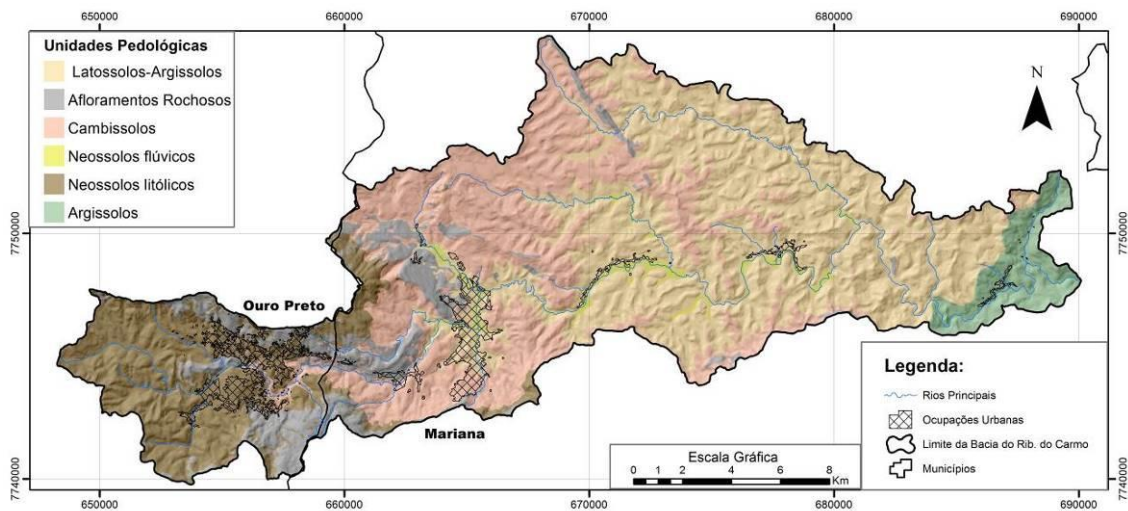 650000 660000 670000 680000 690000
Unidades Pedológicas
Latossolos-Argissolos
Afloramentos Rochosos
Cambissolos
Neossolos flúvicos
Neossolos litólicos
Argissolos
N
7750000
7750000
Ouro Preto
Mariana
Legenda:
Rios Principais
Ocupações Urbanas
Limite da Bacia do Rib. do Carmo
Municípios
Escala Gráfica
0 1 2 4 6 8
Km
7740000
7740000
650000 660000 670000 680000 690000